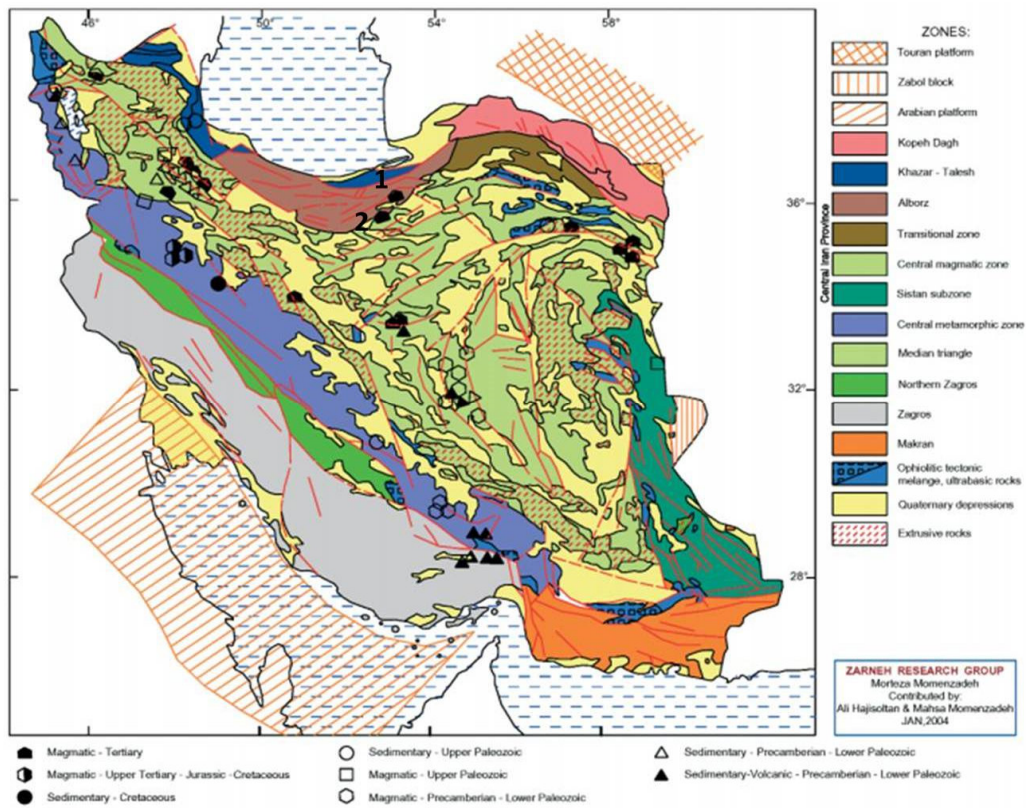 46°
50°
54°
58°
36°
32°
28°
1
2
Central Iran Province
ZONES:
Touran platform
Zabol block
Arabian platform
Kopeh Dagh
Khazar - Talesh
Alborz
Transitional zone
Central magmatic zone
Sistan subzone
Central metamorphic zone
Median triangle
Northern Zagros
Zagros
Makran
Ophiolitic tectonic
melange, ultrabasic rocks
Quaternary depressions
Extrusive rocks
ZARNEH RESEARCH GROUP
Morteza Momenzadeh
Contributed by:
Ali Hajisoltan & Mahsa Momenzadeh
JAN,2004
Magmatic - Tertiary
Magmatic - Upper Tertiary - Jurassic -Cretaceous
Sedimentary - Cretaceous
Sedimentary - Upper Paleozoic
Magmatic - Upper Paleozoic
Magmatic - Precamberian - Lower Paleozoic
Sedimentary - Precamberian - Lower Paleozoic
Sedimentary-Volcanic - Precamberian - Lower Paleozoic